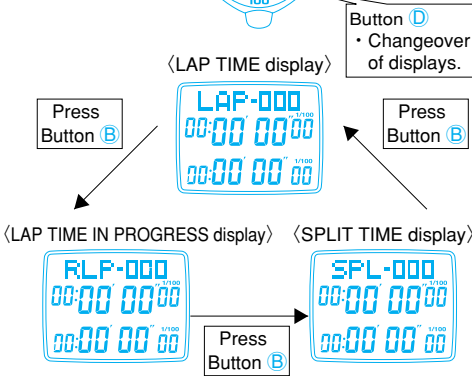 100
Button Ⓓ
・Changeover
of displays.
〈LAP TIME display〉
LAP-000
00:00' 00"00 1/100
00:00' 00" 00 1/100
Press
Button Ⓑ
Press
Button Ⓑ
〈LAP TIME IN PROGRESS display〉
〈SPLIT TIME display〉
RLP-000
00:00' 00"00 1/100
00:00' 00" 00 1/100
SPL-000
00:00' 00"00 1/100
00:00' 00" 00 1/100
Press
Button Ⓑ